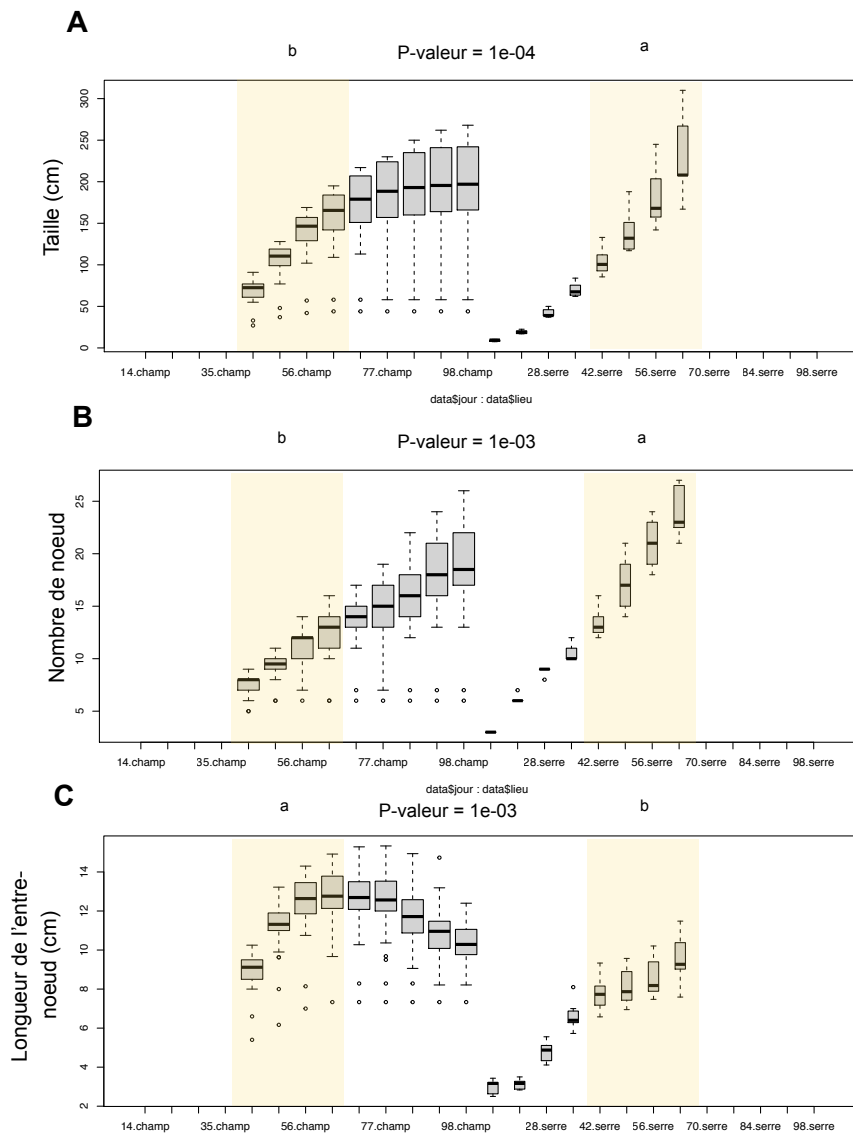 A
b
P-valeur = 1e-04
a
Taille (cm)
0
50
100
150
200
250
300
14.champ 35.champ 56.champ 77.champ 98.champ 28.serre 42.serre 56.serre 70.serre 84.serre 98.serre
data$jour : data$lieu
B
b
P-valeur = 1e-03
a
Nombre de noeud
5
10
15
20
25
14.champ 35.champ 56.champ 77.champ 98.champ 28.serre 42.serre 56.serre 70.serre 84.serre 98.serre
data$jour : data$lieu
C
a
P-valeur = 1e-03
b
Longueur de l'entre-
noeud (cm)
2
4
6
8
10
12
14
14.champ 35.champ 56.champ 77.champ 98.champ 28.serre 42.serre 56.serre 70.serre 84.serre 98.serre